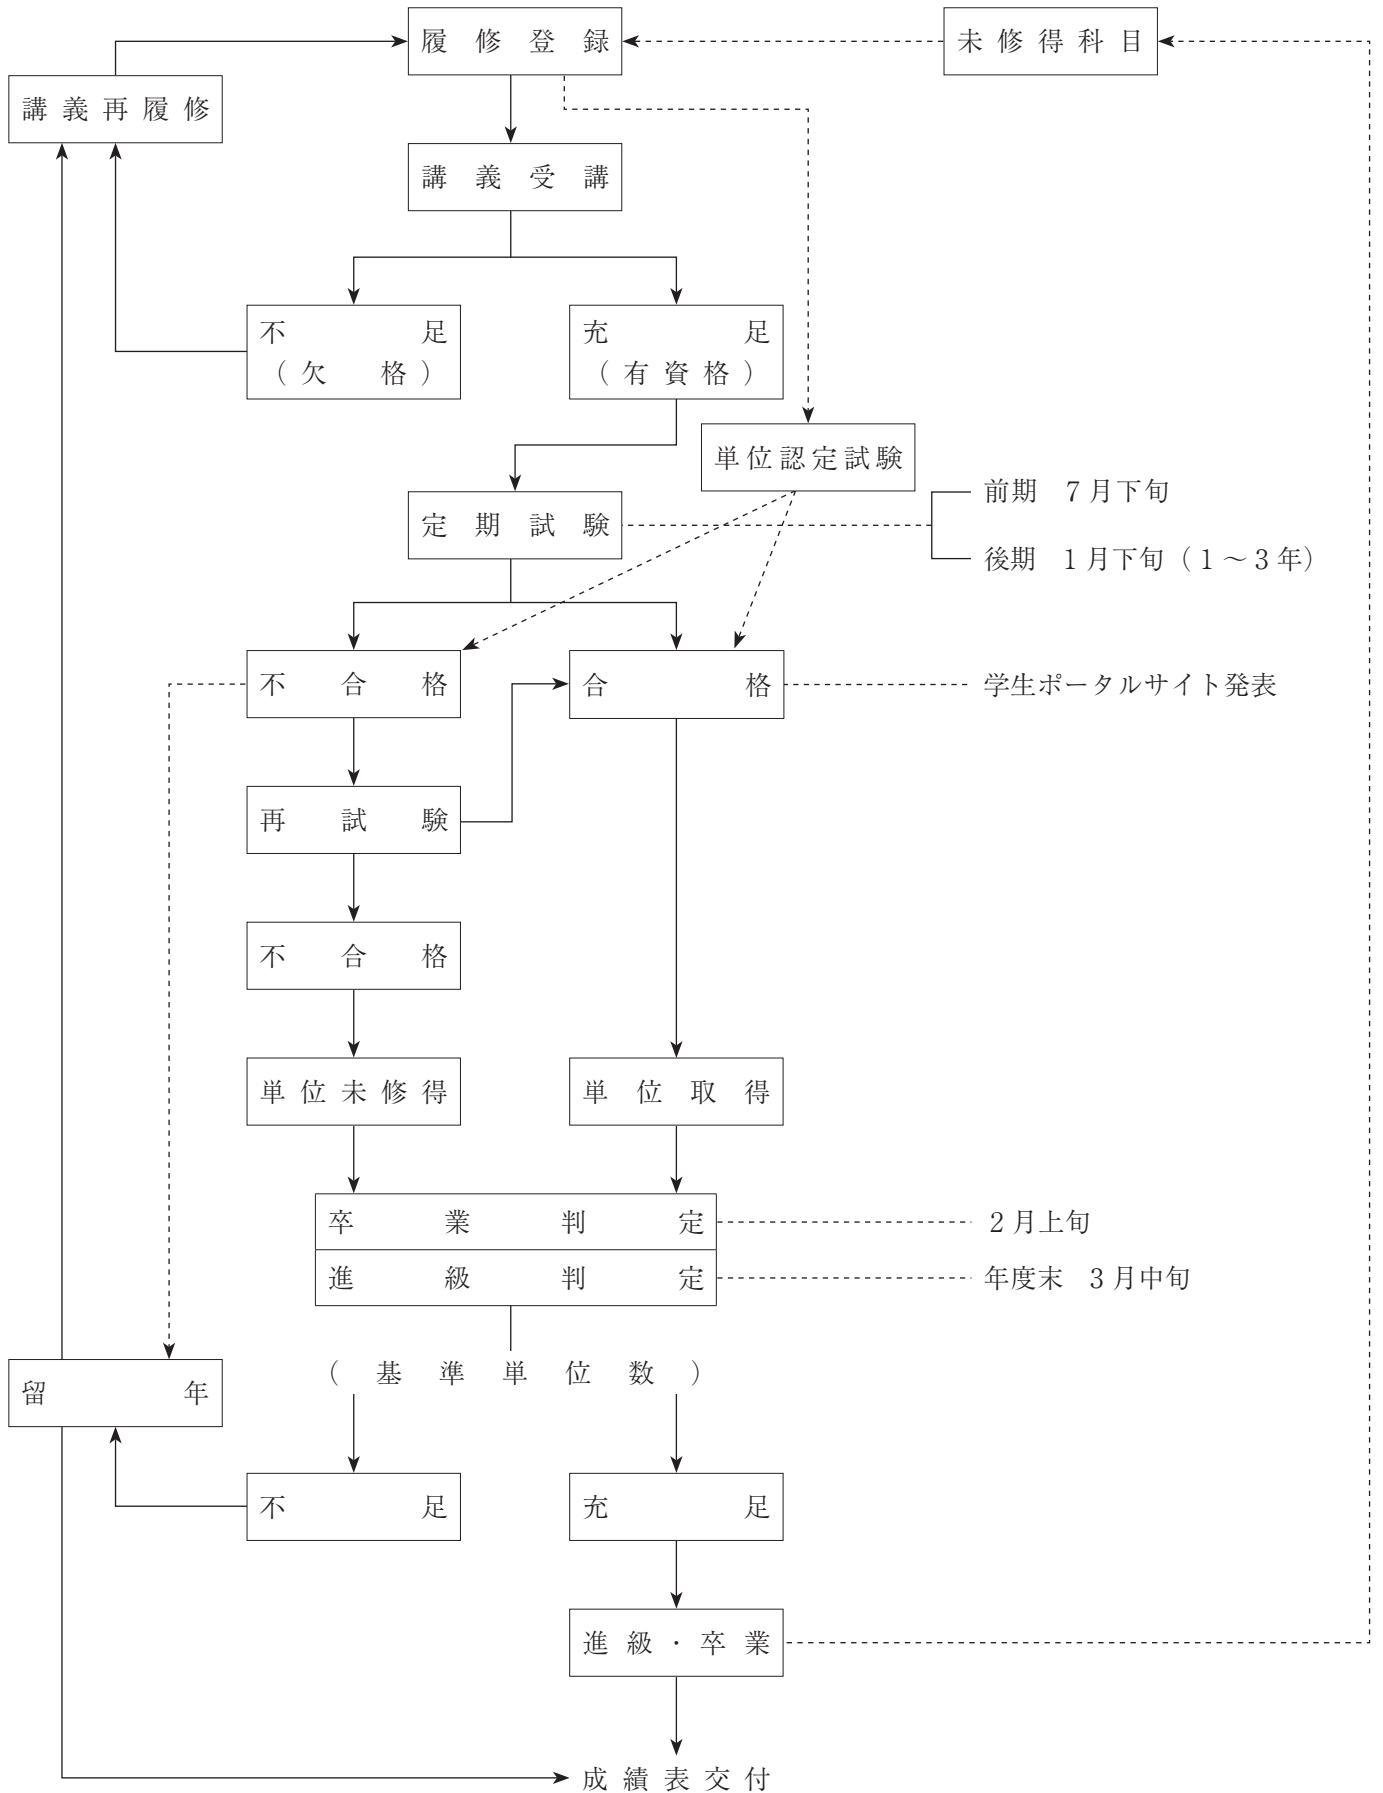 履修登録
未修得科目
講義再履修
講義受講
不足
（欠格）
充足
（有資格）
単位認定試験
前期　7月下旬
定期試験
後期　1月下旬（1～3年）
不合格
合格
学生ポータルサイト発表
再試験
不合格
単位未修得
単位取得
卒業判定
2月上旬
進級判定
年度末　3月中旬
（基準単位数）
留年
不足
充足
進級・卒業
成績表交付